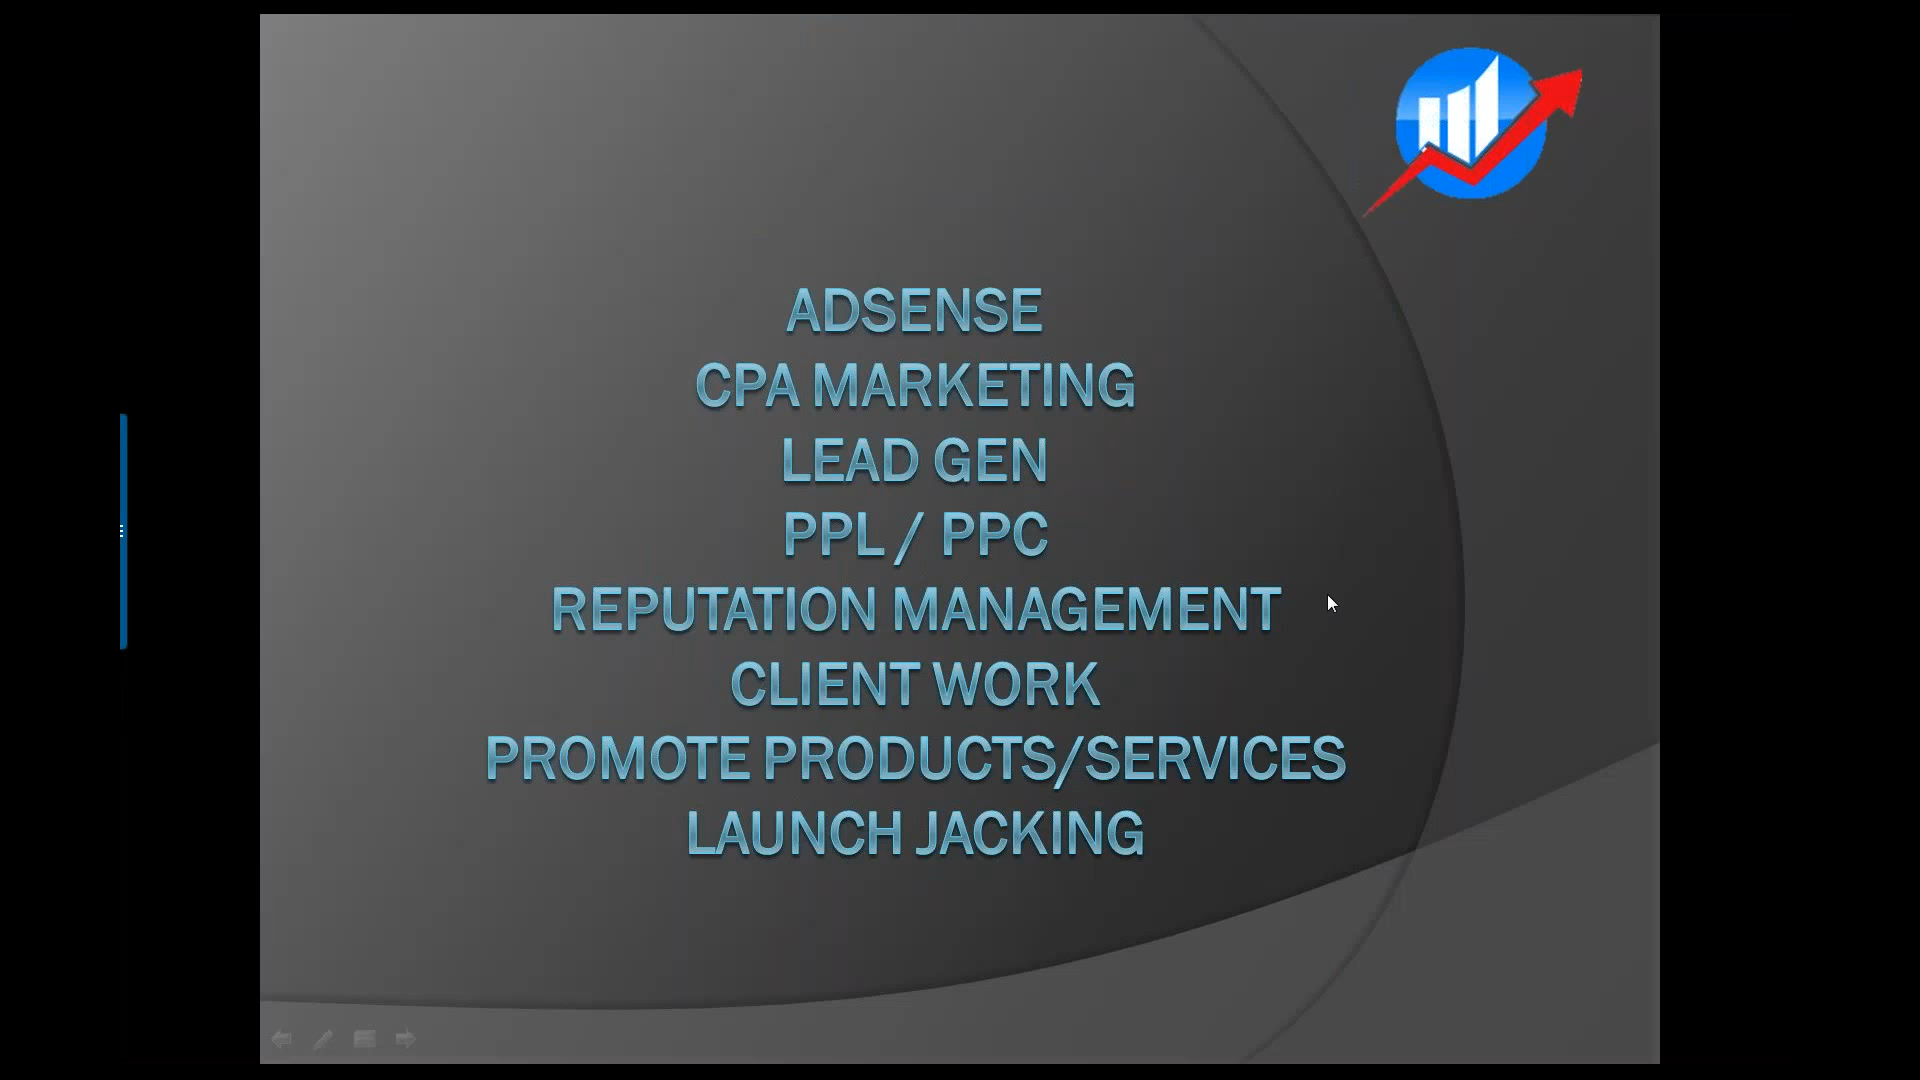 ADSENSE
CPA MARKETING
LEAD GEN
PPL / PPC
REPUTATION MANAGEMENT
CLIENT WORK
PROMOTE PRODUCTS/SERVICES
LAUNCH JACKING